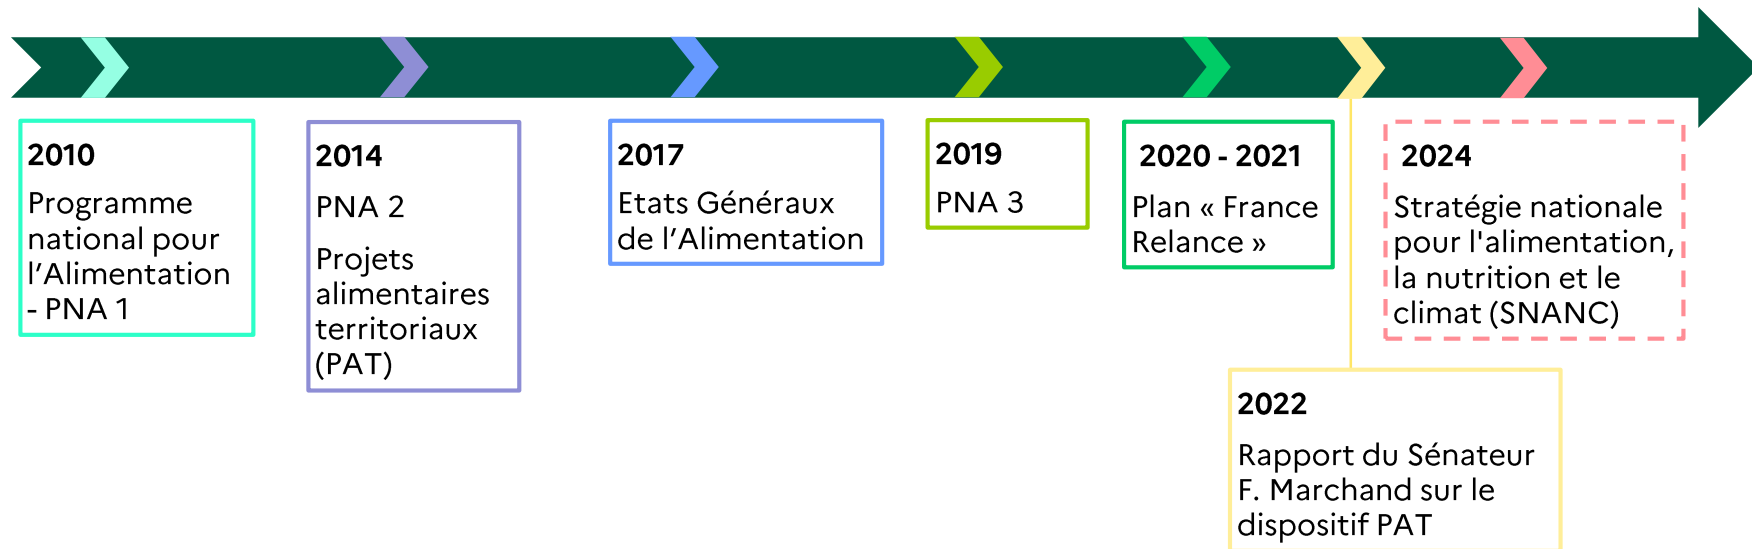 2010
Programme
national pour
l’Alimentation
- PNA 1
2014
PNA 2
Projets
alimentaires
territoriaux
(PAT)
2017
Etats Généraux
de l’Alimentation
2019
PNA 3
2020 - 2021
Plan « France
Relance »
2022
Rapport du Sénateur
F. Marchand sur le
dispositif PAT
2024
Stratégie nationale
pour l'alimentation,
la nutrition et le
climat (SNANC)